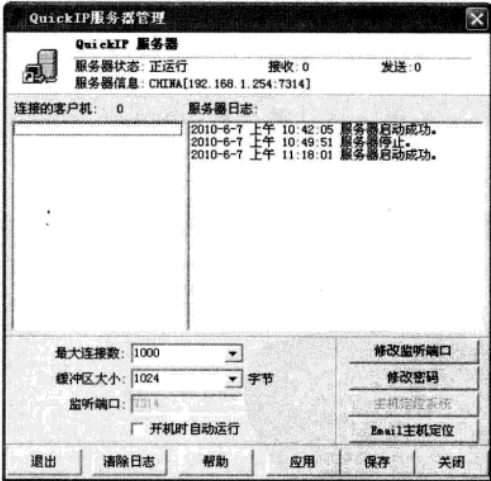 QuickIP服务器管理
QuickIP 服务器
服务器状态: 正运行 接收: 0 发送: 0
服务器信息: CHINA[192.168.1.254:7314]
连接的客户机: 0 服务器日志:
2010-6-7 上午 10:42:05 服务器启动成功。
2010-6-7 上午 10:49:51 服务器停止。
2010-6-7 上午 11:18:01 服务器启动成功。
最大连接数: 1000 修改监听端口
缓冲区大小: 1024 字节 修改密码
监听端口: 7314 主机定位系统
开机时自动运行 Email主机定位
退出 清除日志 帮助 应用 保存 关闭